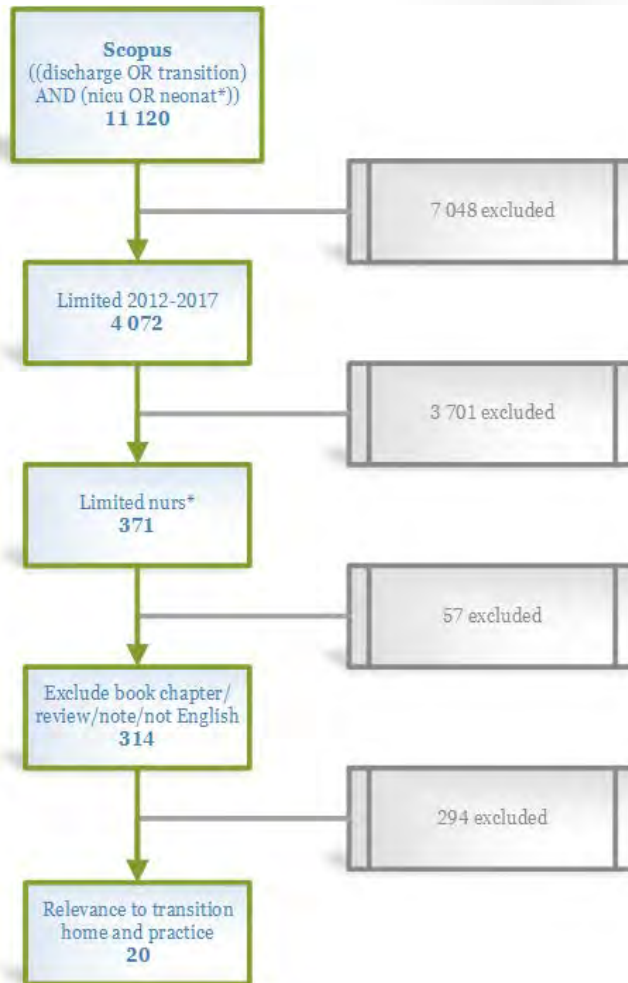 Scopus
((discharge OR transition)
AND (nicu OR neonat*))
11 120
7 048 excluded
Limited 2012-2017
4 072
3 701 excluded
Limited nurs*
371
57 excluded
Exclude book chapter/
review/note/not English
314
294 excluded
Relevance to transition
home and practice
20